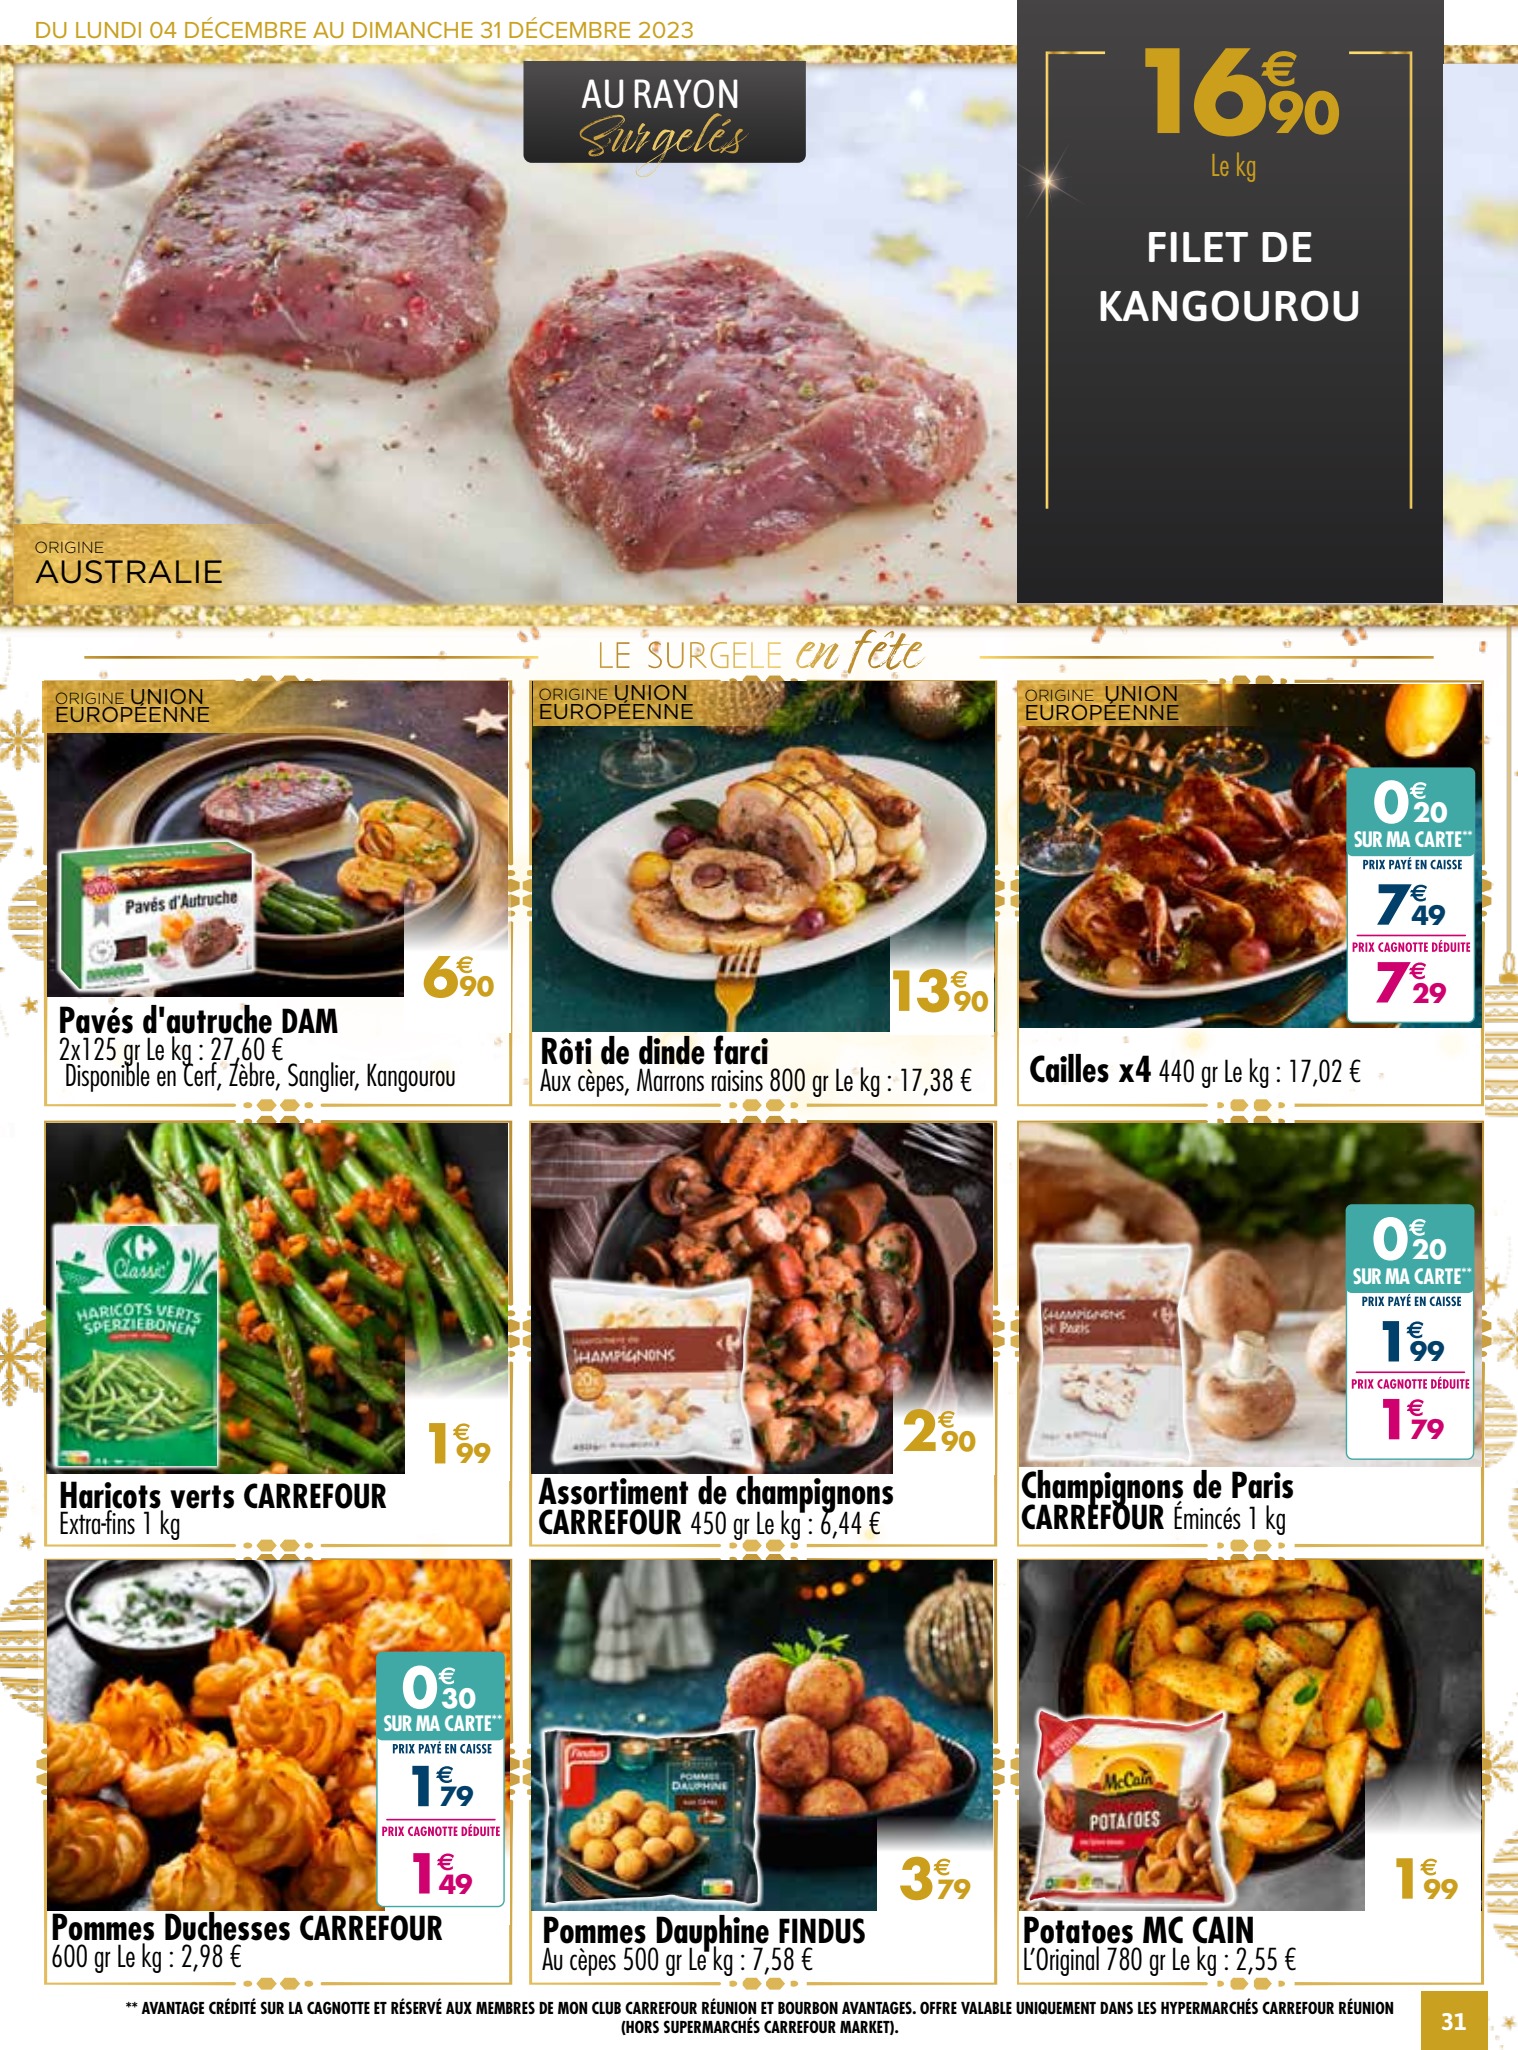 DU LUNDI 04 DÉCEMBRE AU DIMANCHE 31 DÉCEMBRE 2023
AU RAYON
Surgelés
16€90
Le kg
FILET DE
KANGOUROU
ORIGINE
AUSTRALIE
LE SURGELE en fête
ORIGINE UNION
EUROPÉENNE
Pavés d'Autruche
6€90
Pavés d'autruche DAM
2x125 gr Le kg : 27,60 €
Disponible en Cerf, Zèbre, Sanglier, Kangourou
ORIGINE UNION
EUROPÉENNE
13€90
Rôti de dinde farci
Aux cèpes, Marrons raisins 800 gr Le kg : 17,38 €
ORIGINE UNION
EUROPÉENNE
0€20
SUR MA CARTE**
PRIX PAYÉ EN CAISSE
7€49
PRIX CAGNOTTE DÉDUITE
7€29
Cailles x4 440 gr Le kg : 17,02 €
Classic'
HARICOTS VERTS
SPERZIEBONEN
1€99
Haricots verts CARREFOUR
Extra-fins 1 kg
CHAMPIGNONS
2€90
Assortiment de champignons
CARREFOUR 450 gr Le kg : 6,44 €
CHAMPIGNONS
DE PARIS
0€20
SUR MA CARTE**
PRIX PAYÉ EN CAISSE
1€99
PRIX CAGNOTTE DÉDUITE
1€79
Champignons de Paris
CARREFOUR Émincés 1 kg
0€30
SUR MA CARTE**
PRIX PAYÉ EN CAISSE
1€79
PRIX CAGNOTTE DÉDUITE
1€49
Pommes Duchesses CARREFOUR
600 gr Le kg : 2,98 €
Findus
POMMES
DAUPHINE
3€79
Pommes Dauphine FINDUS
Au cèpes 500 gr Le kg : 7,58 €
McCain
POTATOES
1€99
Potatoes MC CAIN
L'Original 780 gr Le kg : 2,55 €
** AVANTAGE CRÉDITÉ SUR LA CAGNOTTE ET RÉSERVÉ AUX MEMBRES DE MON CLUB CARREFOUR RÉUNION ET BOURBON AVANTAGES. OFFRE VALABLE UNIQUEMENT DANS LES HYPERMARCHÉS CARREFOUR RÉUNION
(HORS SUPERMARCHÉS CARREFOUR MARKET).
31